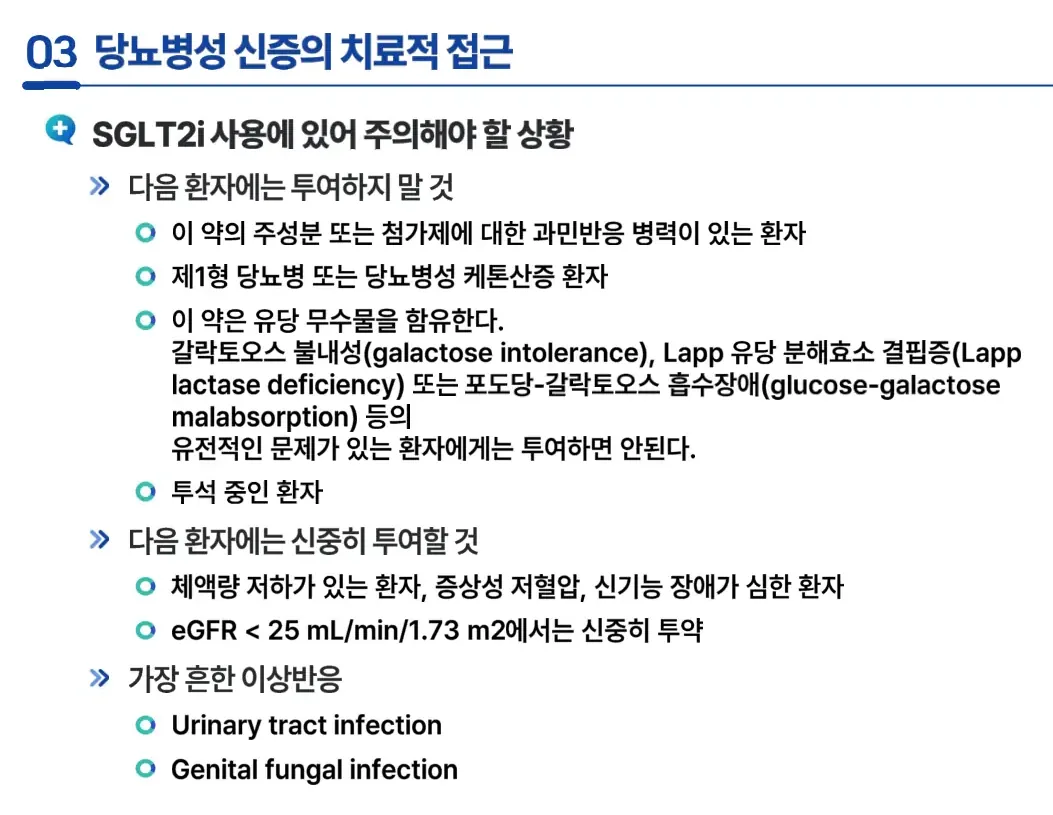 03 당뇨병성 신증의 치료적 접근
SGLT2i 사용에 있어 주의해야 할 상황
다음 환자에는 투여하지 말 것
이 약의 주성분 또는 첨가제에 대한 과민반응 병력이 있는 환자
제1형 당뇨병 또는 당뇨병성 케톤산증 환자
이 약은 유당 무수물을 함유한다.
갈락토오스 불내성(galactose intolerance), Lapp 유당 분해효소 결핍증(Lapp
lactase deficiency) 또는 포도당-갈락토오스 흡수장애(glucose-galactose
malabsorption) 등의
유전적인 문제가 있는 환자에게는 투여하면 안된다.
투석 중인 환자
다음 환자에는 신중히 투여할 것
체액량 저하가 있는 환자, 증상성 저혈압, 신기능 장애가 심한 환자
eGFR < 25 mL/min/1.73 m2에서는 신중히 투약
가장 흔한 이상반응
Urinary tract infection
Genital fungal infection